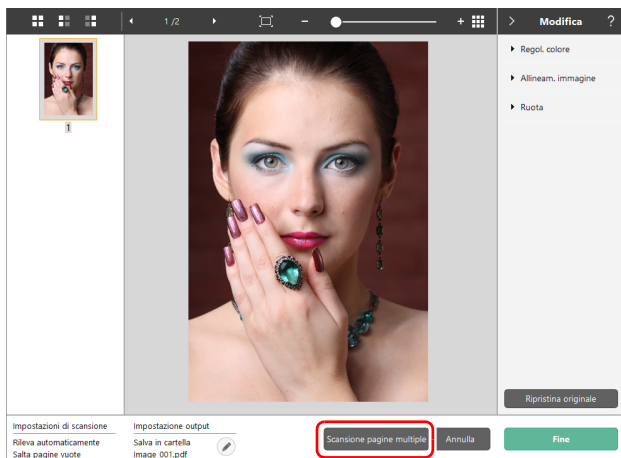 1 /2
Modifica
?
Regol. colore
Allineam. immagine
Ruota
1
Ripristina originale
Impostazioni di scansione
Rileva automaticamente
Salta pagine vuote
Impostazione output
Salva in cartella
Image 001.pdf
Scansione pagine multiple
Annulla
Fine